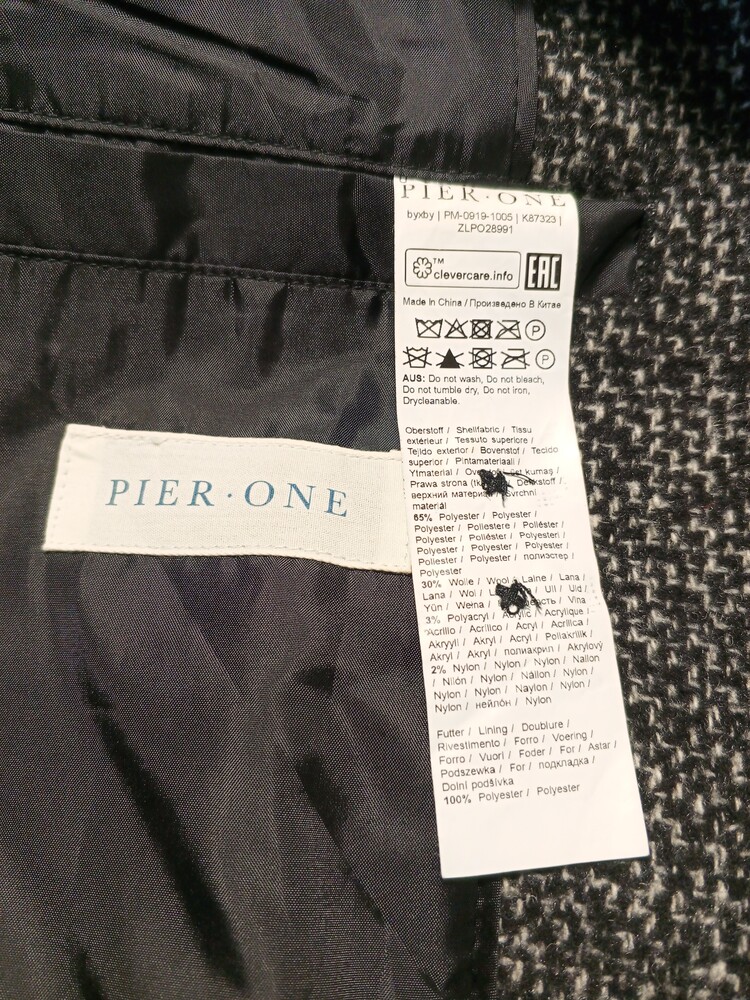 PIER·ONE
byxby | PM-0919-1005 | K87323 |
ZLPO28991
™
clevercare.info
EAC
Made In China / Произведено В Китае
P
P
AUS: Do not wash, Do not bleach,
Do not tumble dry, Do not iron,
Drycleanable.
Oberstoff / Shellfabric / Tissu
extérieur / Tessuto superiore /
Tejido exterior / Bovenstof / Tecido
superior / Pintamateriaali /
Ytmaterial / kumaş /
Prawa strona /
верхний Svrchní
materiál
65% Polyester / Polyester /
Polyester / Poliestere / Poliéster /
Polyester / Poliéster / Polyesteri /
Polyester / Polyester / Polyester /
Poliester / Polyester / полиэстер /
Polyester
30% Wolle / Wool / Laine / Lana /
Lana / Wol / Ull / Uld /
Yün / Wełna / Vlna
3% Polyacryl / Acrylic / Acrylique /
Acrilico / Acrílico / Acryl / Acrílica /
Akryyli / Akryl / Acryl / Poliakrilik /
Akryl / Akryl / полиакрил / Akrylový
2% Nylon / Nylon / Nylon / Nailon
/ Nilón / Nylon / Náilon / Nylon /
Nylon / Nylon / Naylon / Nylon /
Nylon / нейлон / Nylon
Futter / Lining / Doublure /
Rivestimento / Forro / Voering /
Forro / Vuori / Foder / For / Astar /
Podszewka / For / подкладка /
Dolní podšívka
100% Polyester / Polyester
PIER·ONE